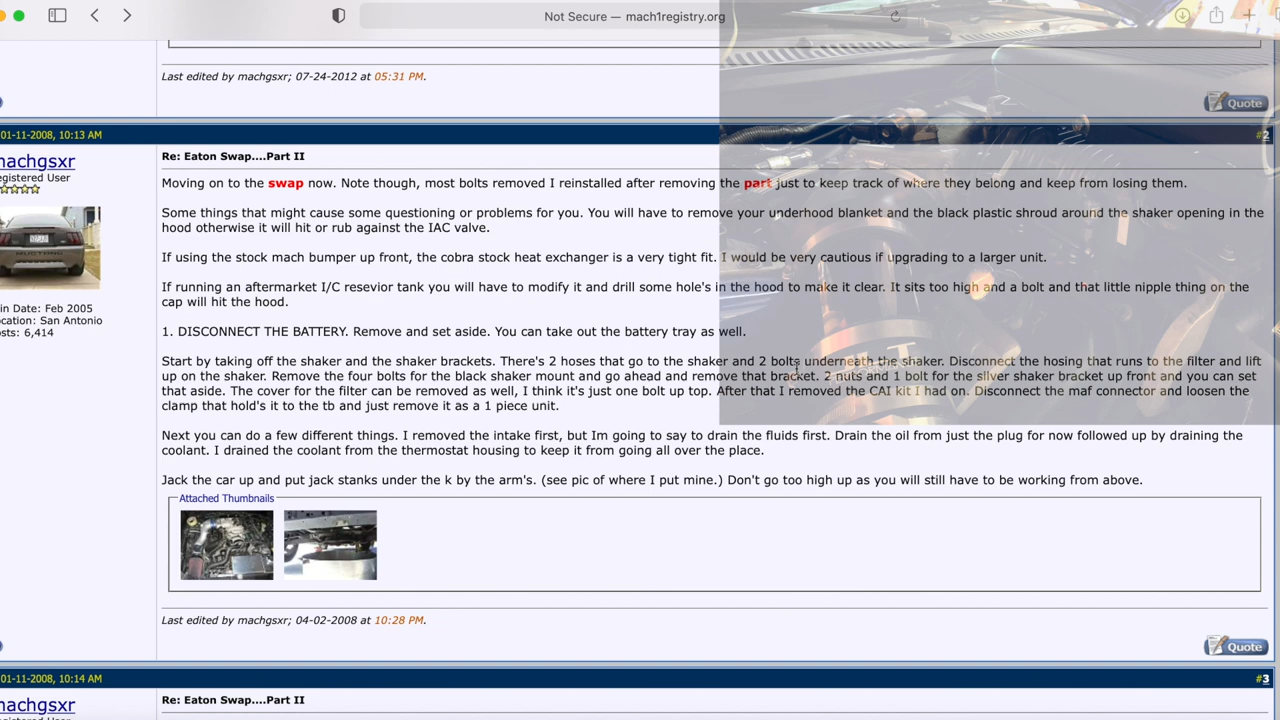 Not Secure — mach1registry.org
Last edited by machgsxr; 07-24-2012 at 05:31 PM.
Quote
01-11-2008, 10:13 AM
#2
machgsxr
egistered User
in Date: Feb 2005
ocation: San Antonio
osts: 6,414
Re: Eaton Swap....Part II
Moving on to the swap now. Note though, most bolts removed I reinstalled after removing the part just to keep track of where they belong and keep from losing them.
Some things that might cause some questioning or problems for you. You will have to remove your underhood blanket and the black plastic shroud around the shaker opening in the
hood otherwise it will hit or rub against the IAC valve.
If using the stock mach bumper up front, the cobra stock heat exchanger is a very tight fit. I would be very cautious if upgrading to a larger unit.
If running an aftermarket I/C resevior tank you will have to modify it and drill some hole's in the hood to make it clear. It sits too high and a bolt and that little nipple thing on the
cap will hit the hood.
1. DISCONNECT THE BATTERY. Remove and set aside. You can take out the battery tray as well.
Start by taking off the shaker and the shaker brackets. There's 2 hoses that go to the shaker and 2 bolts underneath the shaker. Disconnect the hosing that runs to the filter and lift
up on the shaker. Remove the four bolts for the black shaker mount and go ahead and remove that bracket. 2 nuts and 1 bolt for the silver shaker bracket up front and you can set
that aside. The cover for the filter can be removed as well, I think it's just one bolt up top. After that I removed the CAI kit I had on. Disconnect the maf connector and loosen the
clamp that hold's it to the tb and just remove it as a 1 piece unit.
Next you can do a few different things. I removed the intake first, but Im going to say to drain the fluids first. Drain the oil from just the plug for now followed up by draining the
coolant. I drained the coolant from the thermostat housing to keep it from going all over the place.
Jack the car up and put jack stanks under the k by the arm's. (see pic of where I put mine.) Don't go too high up as you will still have to be working from above.
Attached Thumbnails
Last edited by machgsxr; 04-02-2008 at 10:28 PM.
Quote
01-11-2008, 10:14 AM
#3
machgsxr
Re: Eaton Swap....Part II